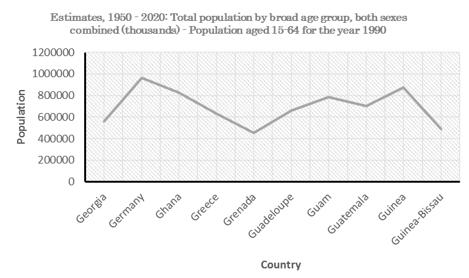 Estimates, 1950 - 2020: Total population by broad age group, both sexes
combined (thousands) - Population aged 15-64 for the year 1990
1200000
1000000
800000
600000
400000
200000
0
Population
Georgia
Germany
Ghana
Greece
Grenada
Guadeloupe
Guam
Guatemala
Guinea
Guinea-Bissau
Country